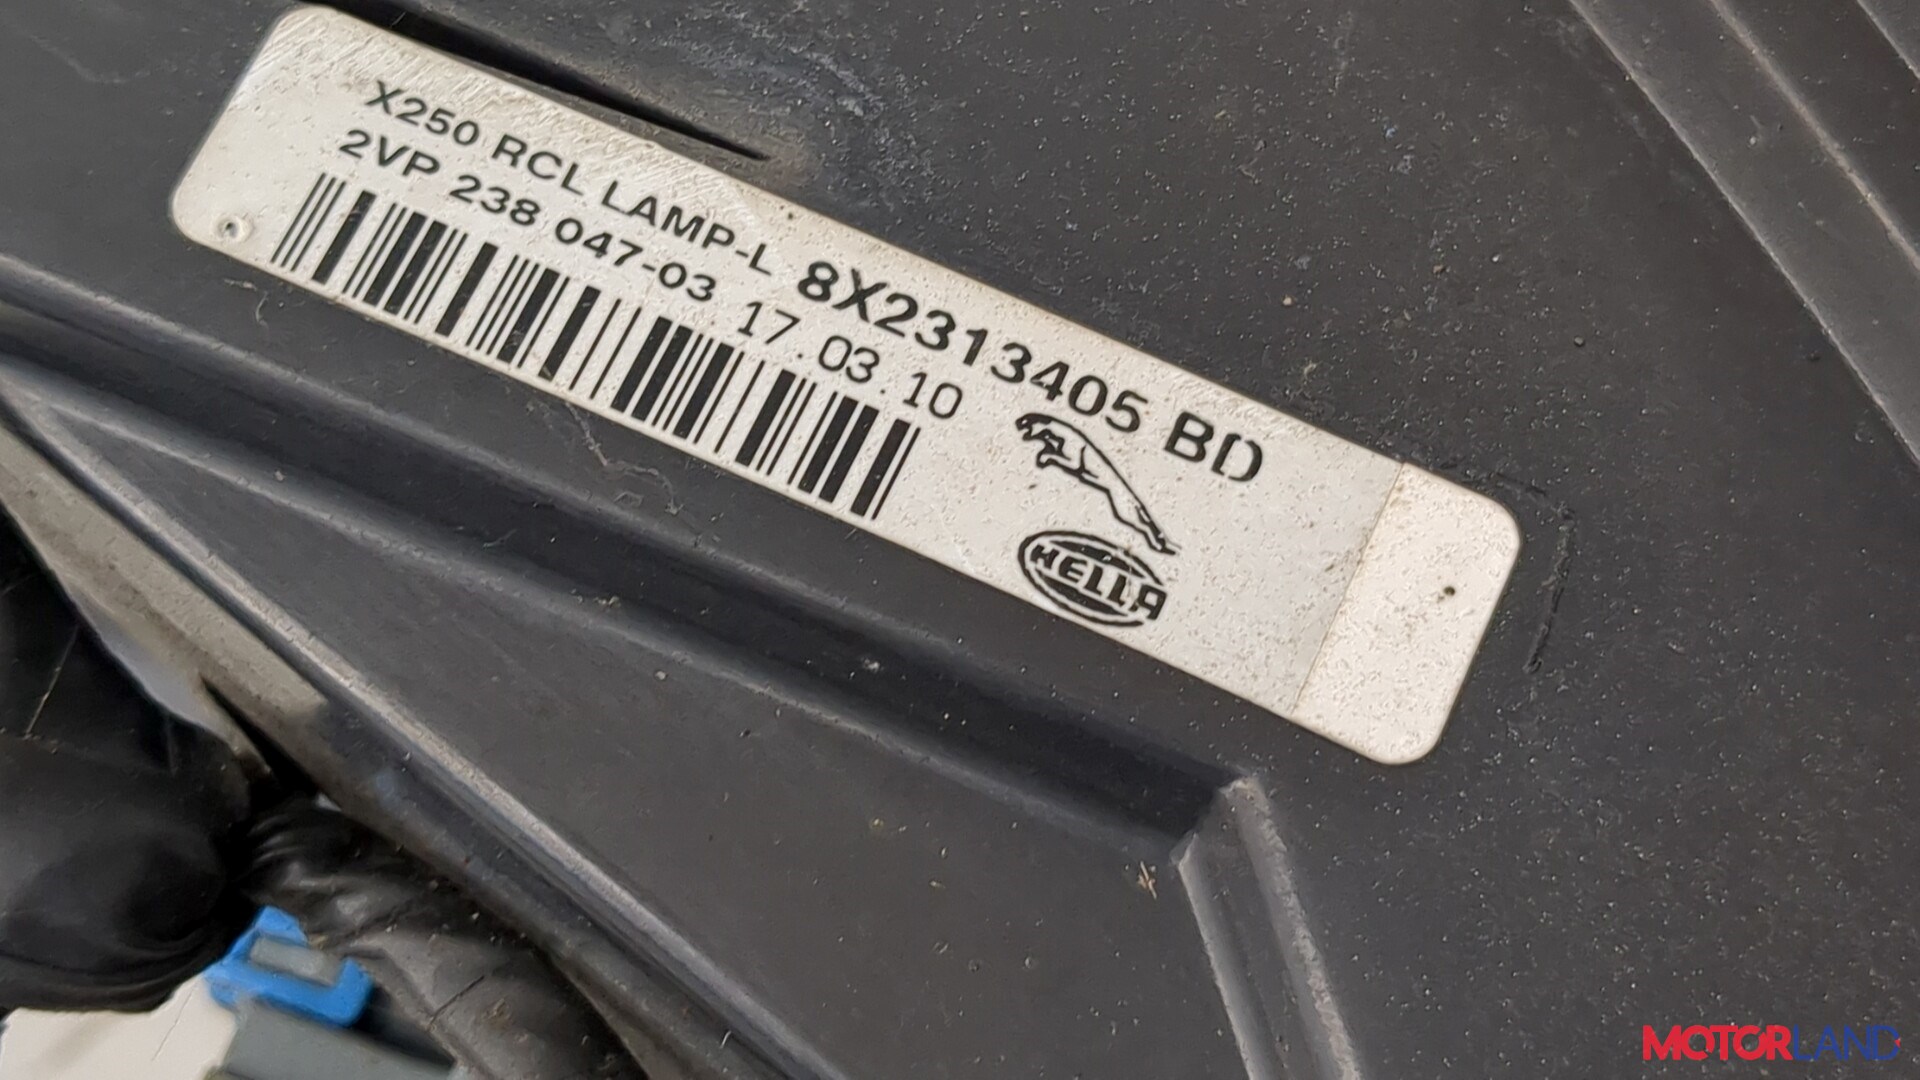 X250 RCL LAMP-L 8X2313405 BD
2VP 238 047-03 17.03.10
HELLA
MOTORLAND